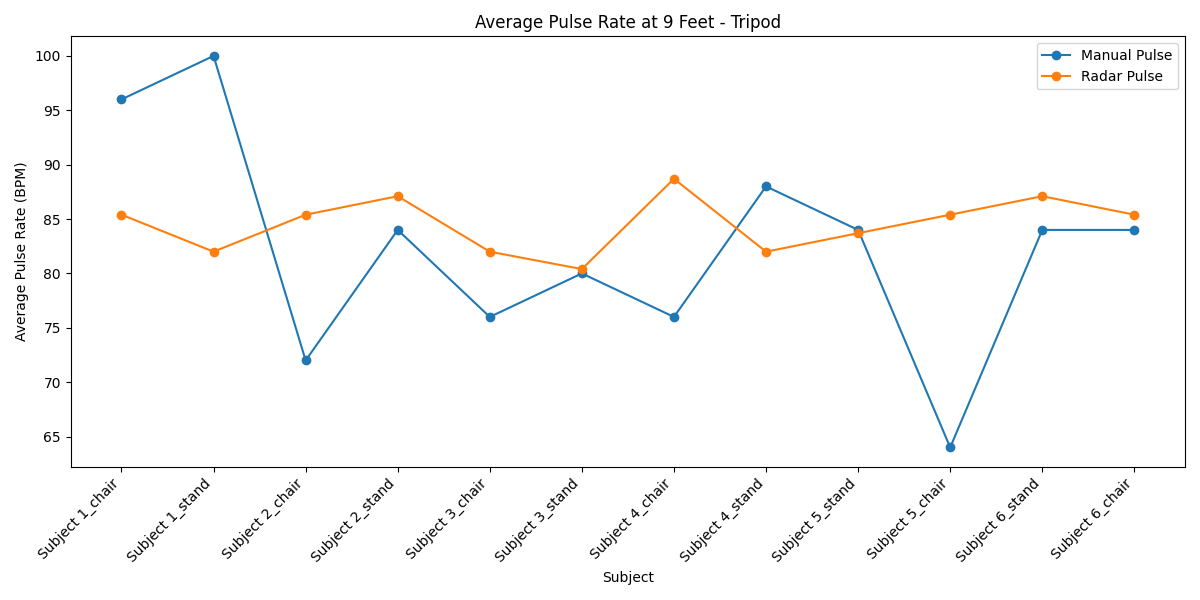 Average Pulse Rate at 9 Feet - Tripod
Manual Pulse
Radar Pulse
Average Pulse Rate (BPM)
100
95
90
85
80
75
70
65
Subject 1_chair
Subject 1_stand
Subject 2_chair
Subject 2_stand
Subject 3_chair
Subject 3_stand
Subject 4_chair
Subject 4_stand
Subject 5_stand
Subject 5_chair
Subject 6_stand
Subject 6_chair
Subject